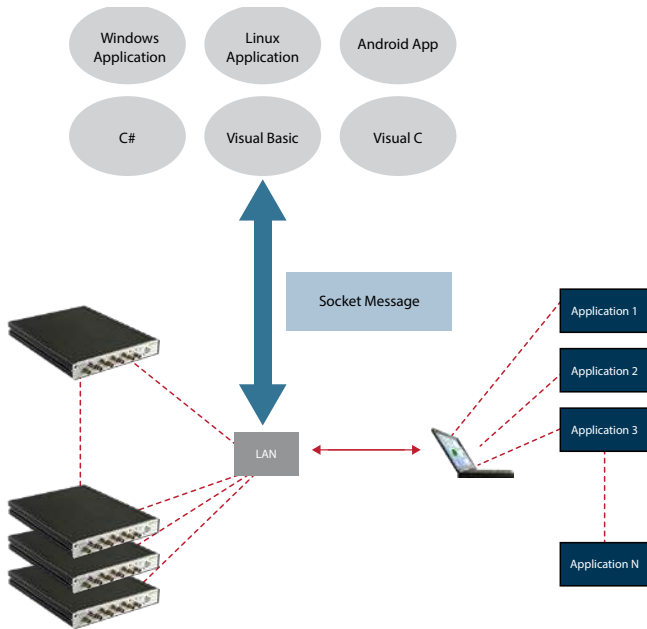 Windows
Application
Linux
Application
Android App
C#
Visual Basic
Visual C
Socket Message
Application 1
Application 2
Application 3
LAN
Application N